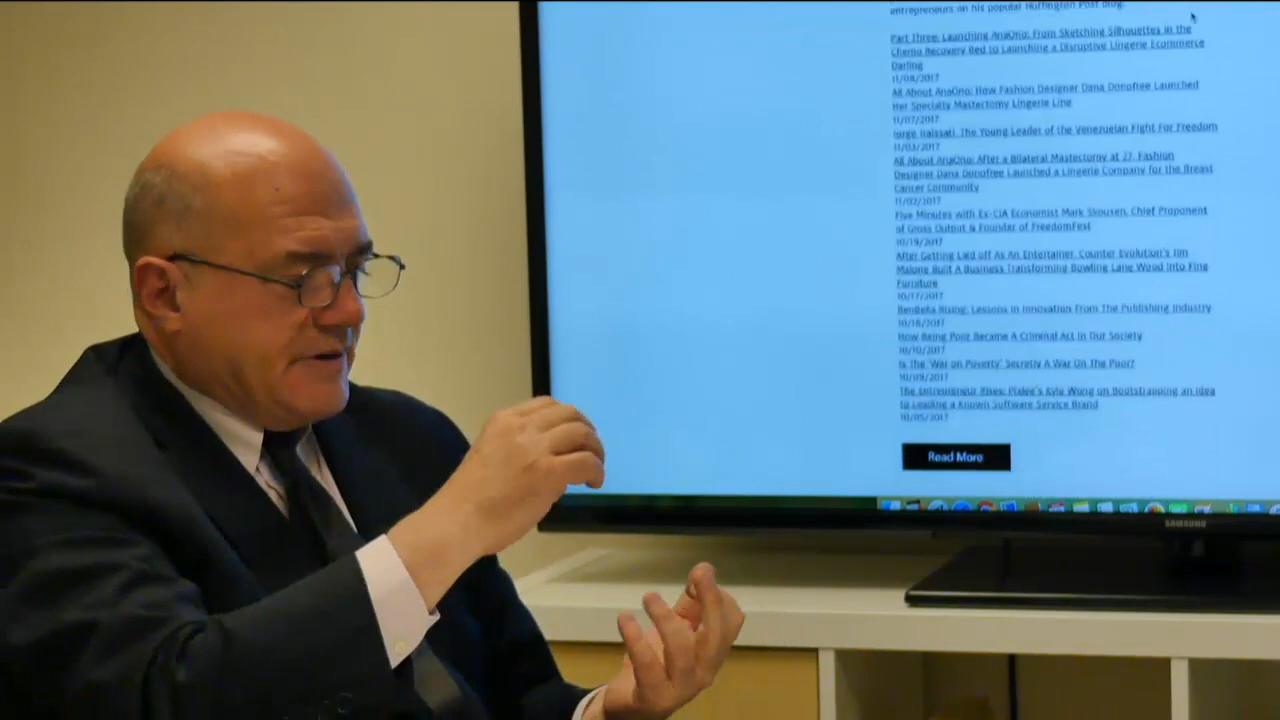 entrepreneurs on his popular Huffington Post blog.
Part Three: Launching AnaOno: From Sketching Silhouettes in the
Chemo Recovery Bed to Launching a Disruptive Lingerie Ecommerce
Darling
11/08/2017
All About AnaOno: How Fashion Designer Dana Donofree Launched
Her Specialty Mastectomy Lingerie Line
11/07/2017
Jorge Haissati, The Young Leader of the Venezuelan Fight For Freedom
11/03/2017
All About AnaOno: After a Bilateral Mastectomy at 27, Fashion
Designer Dana Donofree Launched a Lingerie Company for the Breast
Cancer Community
11/02/2017
Five Minutes with Ex-CIA Economist Mark Skousen, Chief Proponent
of Gross Output & Founder of FreedomFest
10/19/2017
After Getting Laid off As An Entertainer, Counter Evolution's Jim
Malone Built A Business Transforming Bowling Lane Wood Into Fine
Furniture
10/17/2017
BenBella Rising: Lessons in Innovation From The Publishing Industry
10/16/2017
How Being Poor Became A Criminal Act In Our Society
10/10/2017
Is The 'War on Poverty' Secretly A War On The Poor?
10/09/2017
The Entrepreneur Rises: Pixlee's Kyle Wong on Bootstrapping an Idea
to Leading a Known Software Service Brand
10/05/2017
Read More
SAMSUNG